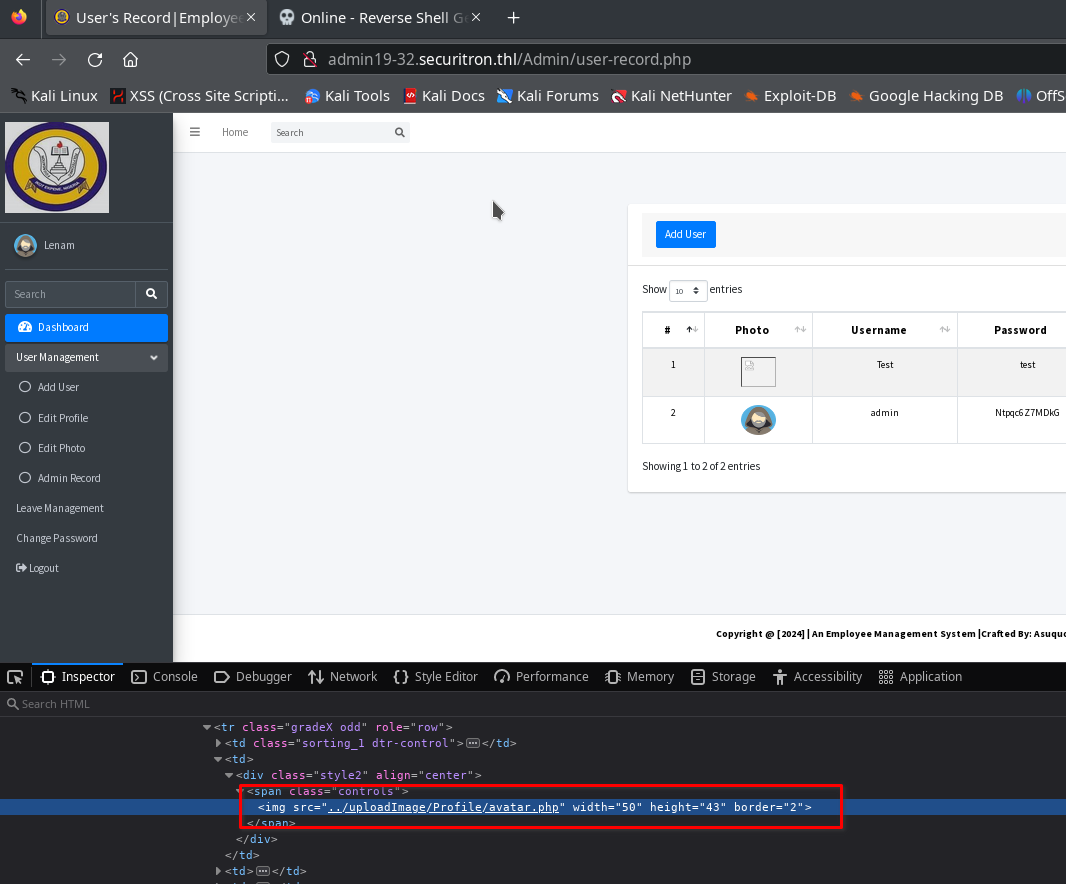 User's Record|Employe
Online - Reverse Shell G
admin19-32.securitron.thl/Admin/user-record.php
Kali Linux
XSS (Cross Site Scripti...
Kali Tools
Kali Docs
Kali Forums
Kali NetHunter
Exploit-DB
Google Hacking DB
OffS
Home
Search
Lenam
Search
Dashboard
User Management
Add User
Edit Profile
Edit Photo
Admin Record
Leave Management
Change Password
Logout
Add User
Show 10 entries
# Photo Username Password
1 Test test
2 admin Ntpqc6Z7MDkG
Showing 1 to 2 of 2 entries
Copyright @ [2024] | An Employee Management System |Crafted By: Asuquo
Inspector
Console
Debugger
Network
Style Editor
Performance
Memory
Storage
Accessibility
Application
Search HTML
<tr class="gradeX odd" role="row">
<td class="sorting_1 dtr-control"></td>
<td>
<div class="style2" align="center">
<span class="controls">
<img src="../uploadImage/Profile/avatar.php" width="50" height="43" border="2">
</span>
</div>
</td>
<td></td>